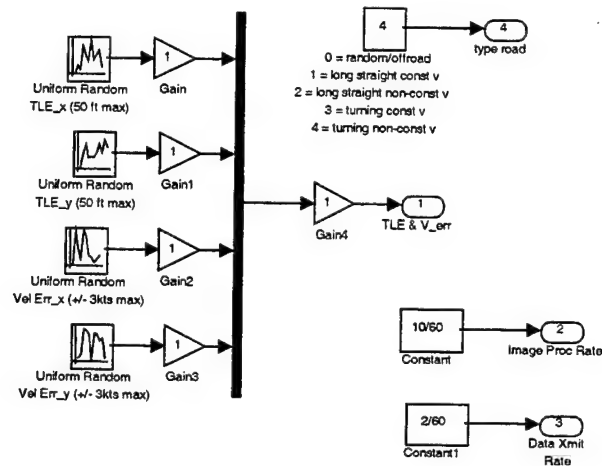 4
4
type road
0 = random/offroad
1 = long straight const v
2 = long straight non-const v
3 = turning const v
4 = turning non-const v
1
Uniform Random
TLE_x (50 ft max)
Gain
1
Uniform Random
TLE_y (50 ft max)
Gain1
1
Gain4
1
TLE & V_err
1
Uniform Random
Vel Err_x (+/- 3kts max)
Gain2
1
Uniform Random
Vel Err_y (+/- 3kts max)
Gain3
10/60
Constant
2
Image Proc Rate
2/60
Constant1
3
Data Xmit
Rate